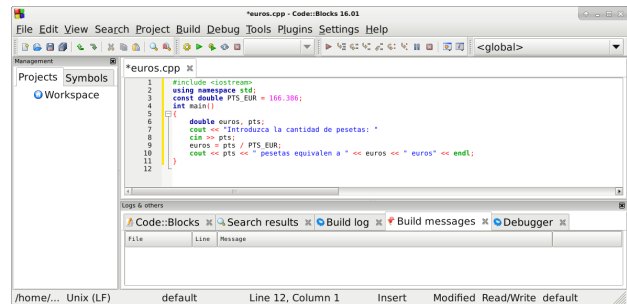 *euros.cpp - Code::Blocks 16.01
File Edit View Search Project Build Debug Tools Plugins Settings Help
<global>
Management
Projects Symbols
Workspace
*euros.cpp
1 #include <iostream>
2 using namespace std;
3 const double PTS_EUR = 166.386;
4 int main()
5 {
6 double euros, pts;
7 cout << "Introduzca la cantidad de pesetas: "
8 cin >> pts;
9 euros = pts / PTS_EUR;
10 cout << pts << " pesetas equivalen a " << euros << " euros" << endl;
11 }
12
Logs & others
Code::Blocks Search results Build log Build messages Debugger
File Line Message
/home/... Unix (LF) default Line 12, Column 1 Insert Modified Read/Write default